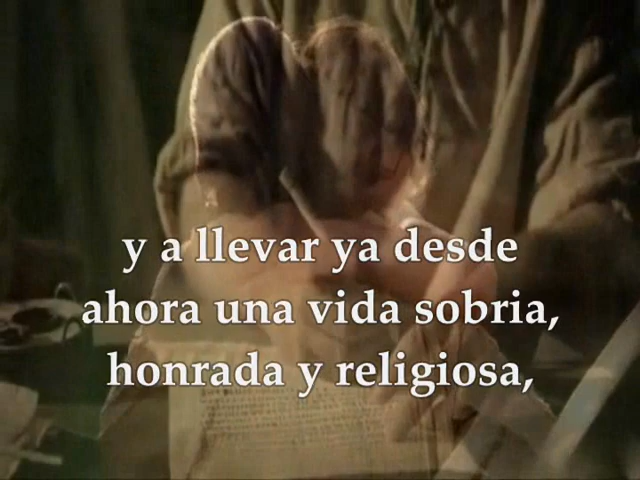 y a llevar ya desde
ahora una vida sobria,
honrada y religiosa,